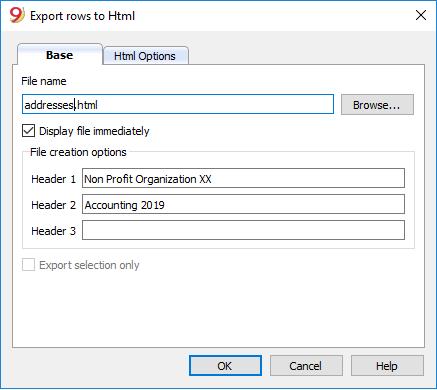 Export rows to Html
Base
Html Options
File name
addresses.html
Browse...
Display file immediately
File creation options
Header 1 Non Profit Organization XX
Header 2 Accounting 2019
Header 3
Export selection only
OK Cancel Help